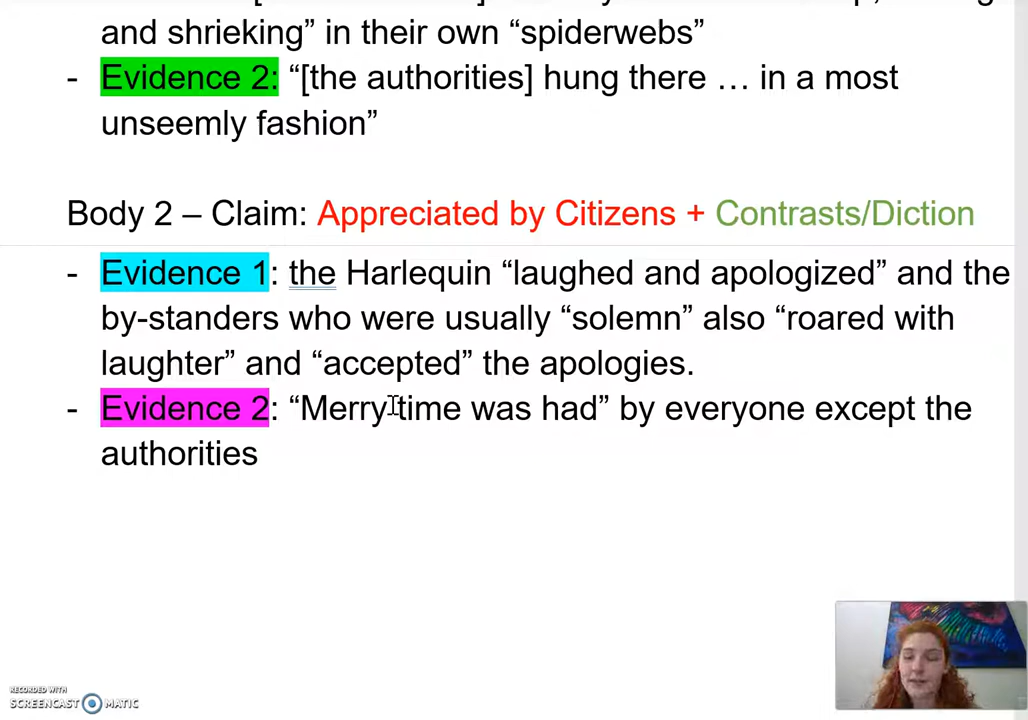 and shrieking” in their own “spiderwebs”
- Evidence 2: “[the authorities] hung there … in a most
unseemly fashion”
Body 2 – Claim: Appreciated by Citizens + Contrasts/Diction
- Evidence 1: the Harlequin “laughed and apologized” and the
by-standers who were usually “solemn” also “roared with
laughter” and “accepted” the apologies.
- Evidence 2: “Merry time was had” by everyone except the
authorities
RECORDED WITH
SCREENCAST MATIC